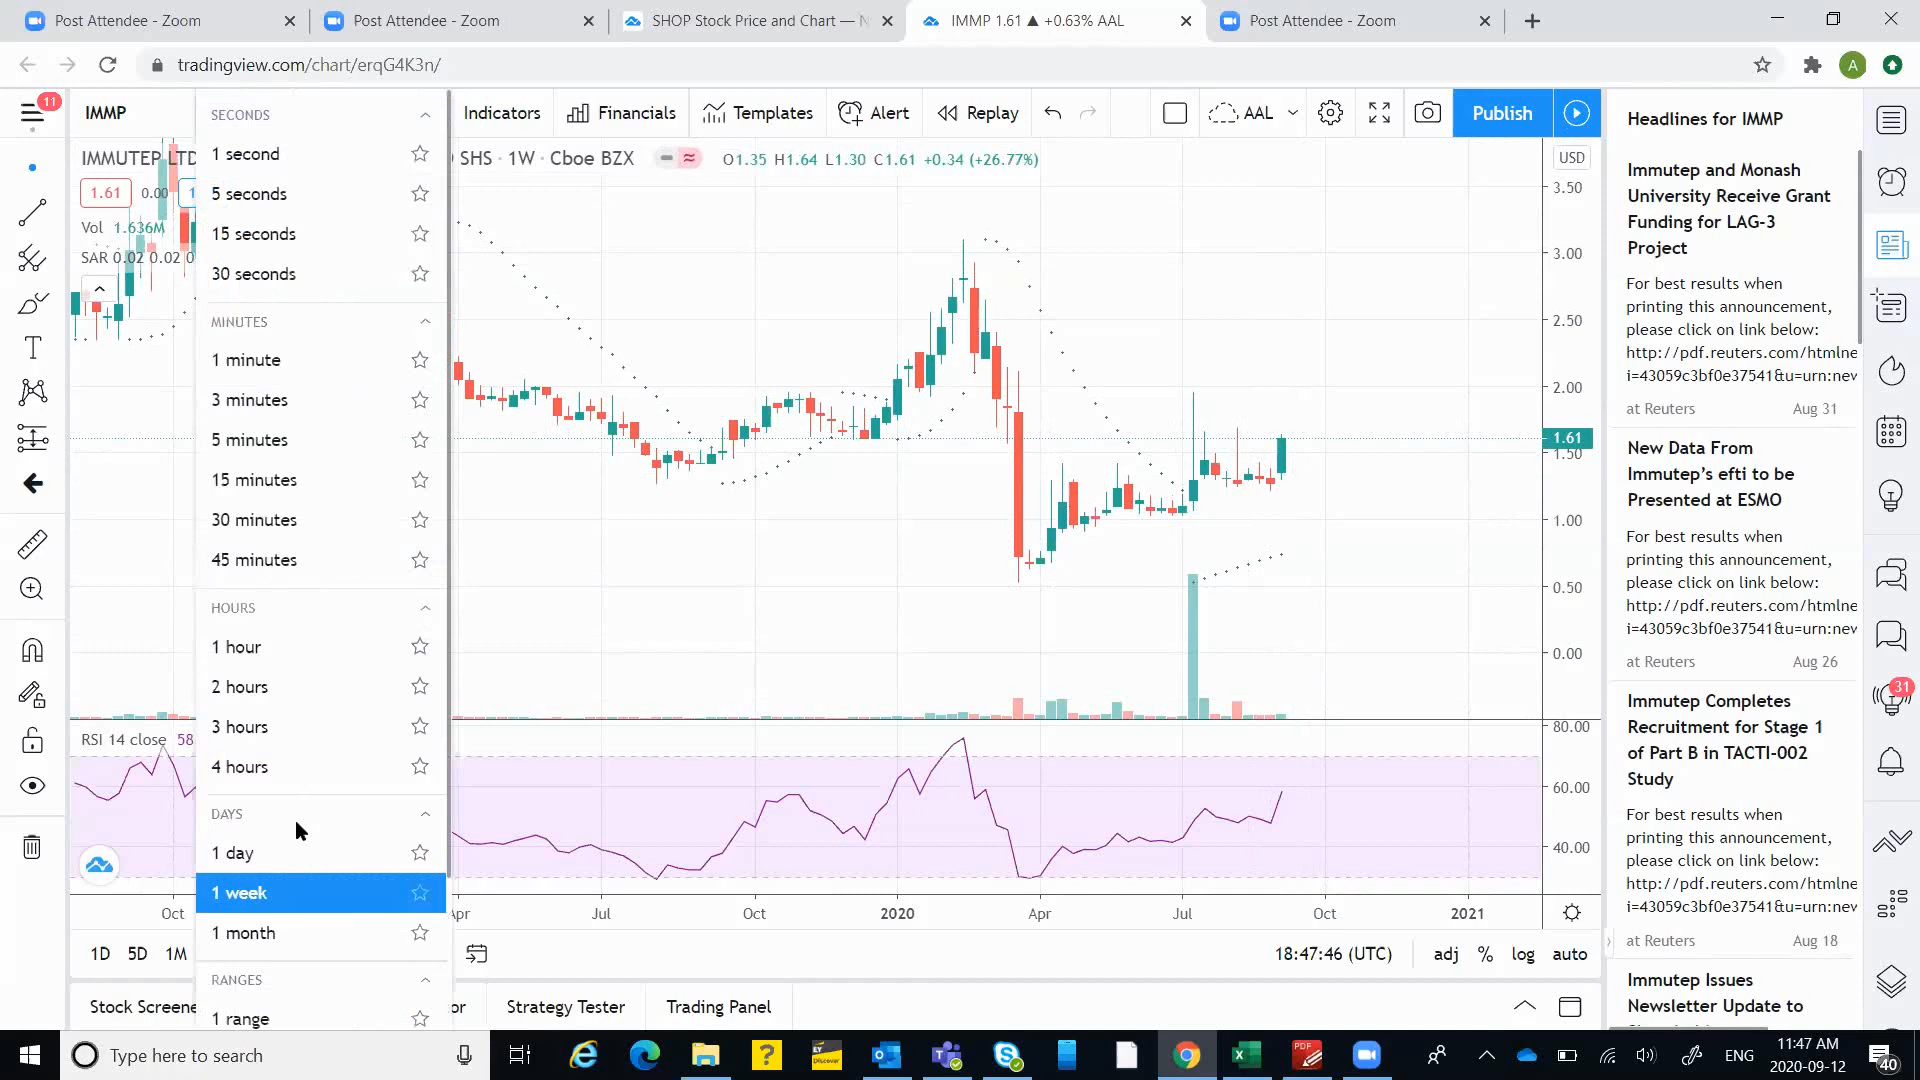 Post Attendee - Zoom
Post Attendee - Zoom
SHOP Stock Price and Chart — N
IMMP 1.61 ▲ +0.63% AAL
Post Attendee - Zoom
tradingview.com/chart/erqG4K3n/
A
11
IMMP
Indicators
Financials
Templates
Alert
Replay
AAL
Publish
IMMUTEP LTD
SHS · 1W · Cboe BZX
O1.35 H1.64 L1.30 C1.61 +0.34 (+26.77%)
USD
1.61
0.00
Vol 1.636M
SAR 0.02 0.02 0
SECONDS
1 second
5 seconds
15 seconds
30 seconds
MINUTES
1 minute
3 minutes
5 minutes
15 minutes
30 minutes
45 minutes
HOURS
1 hour
2 hours
3 hours
4 hours
DAYS
1 day
1 week
1 month
RANGES
1 range
3.50
3.00
2.50
2.00
1.61
1.50
1.00
0.50
0.00
RSI 14 close 58
80.00
60.00
40.00
Oct
Apr
Jul
Oct
2020
Apr
Jul
Oct
2021
1D
5D
1M
18:47:46 (UTC)
adj
%
log
auto
Stock Screene
or
Strategy Tester
Trading Panel
Headlines for IMMP
Immutep and Monash
University Receive Grant
Funding for LAG-3
Project
For best results when
printing this announcement,
please click on link below:
http://pdf.reuters.com/htmlne
i=43059c3bf0e37541&u=urn:new
at Reuters
Aug 31
New Data From
Immutep’s efti to be
Presented at ESMO
For best results when
printing this announcement,
please click on link below:
http://pdf.reuters.com/htmlne
i=43059c3bf0e37541&u=urn:new
at Reuters
Aug 26
Immutep Completes
Recruitment for Stage 1
of Part B in TACTI-002
Study
For best results when
printing this announcement,
please click on link below:
http://pdf.reuters.com/htmlne
i=43059c3bf0e37541&u=urn:new
at Reuters
Aug 18
Immutep Issues
Newsletter Update to
31
Type here to search
EY
Discover
PDF
ENG
11:47 AM
2020-09-12
40